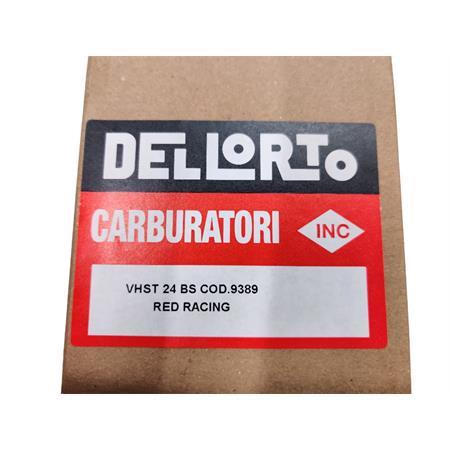 DELLORTO
CARBURATORI
INC
VHST 24 BS COD.9389
RED RACING